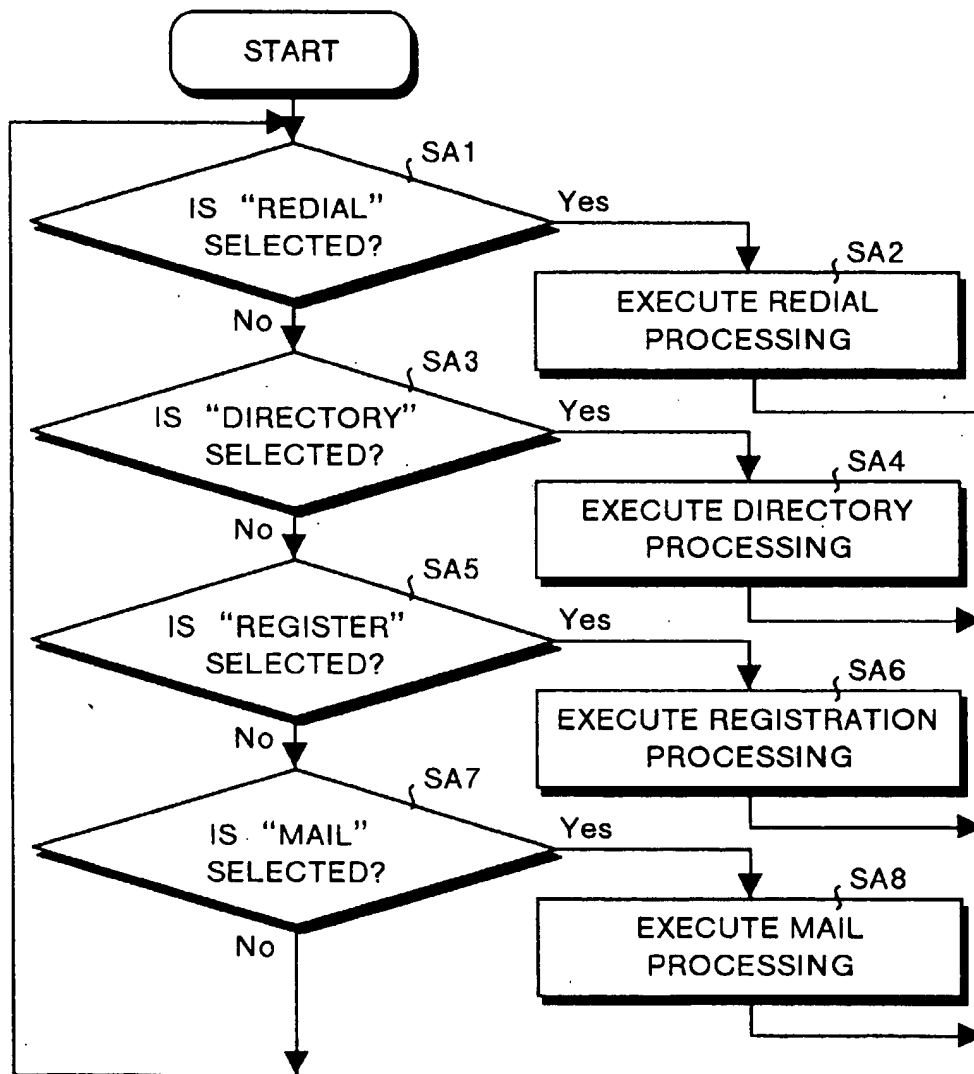 START
SA1
IS “REDIAL”
SELECTED?
Yes
SA2
EXECUTE REDIAL
PROCESSING
No
SA3
IS “DIRECTORY”
SELECTED?
Yes
SA4
EXECUTE DIRECTORY
PROCESSING
No
SA5
IS “REGISTER”
SELECTED?
Yes
SA6
EXECUTE REGISTRATION
PROCESSING
No
SA7
IS “MAIL”
SELECTED?
Yes
SA8
EXECUTE MAIL
PROCESSING
No